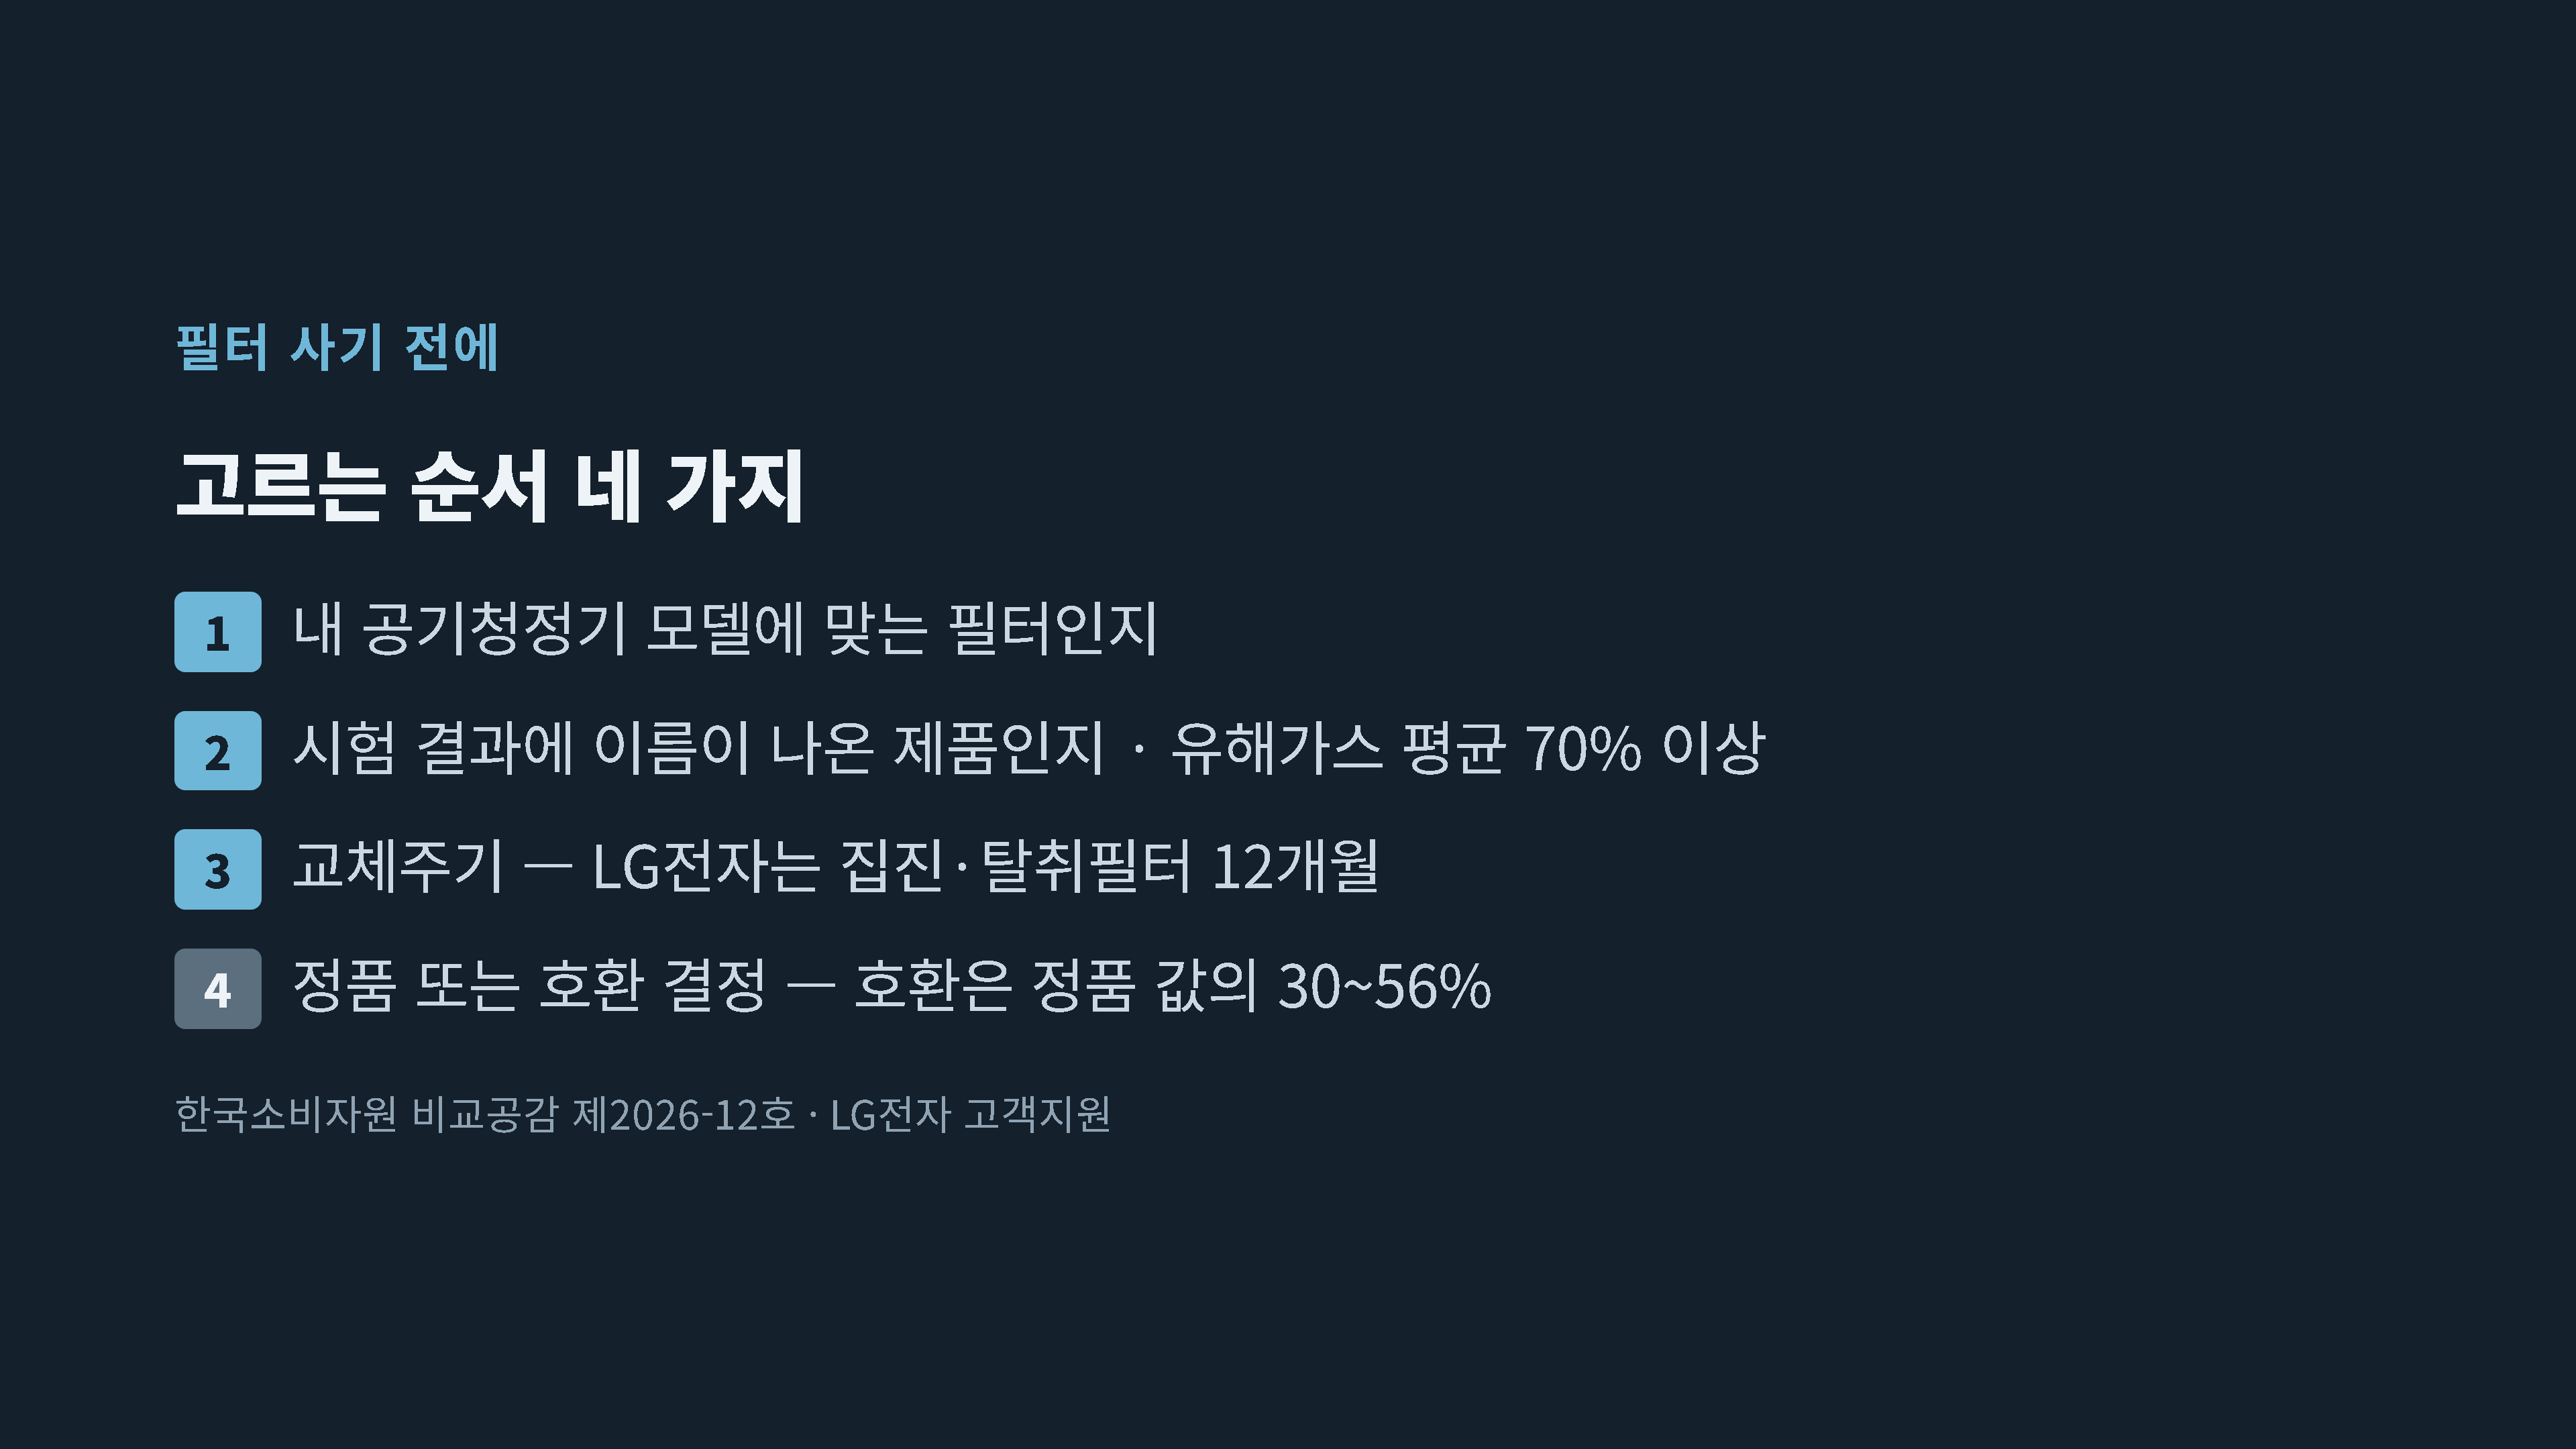 필터 사기 전에
고르는 순서 네 가지
1 내 공기청정기 모델에 맞는 필터인지
2 시험 결과에 이름이 나온 제품인지 · 유해가스 평균 70% 이상
3 교체주기 — LG전자는 집진·탈취필터 12개월
4 정품 또는 호환 결정 — 호환은 정품 값의 30~56%
한국소비자원 비교공감 제2026-12호 · LG전자 고객지원